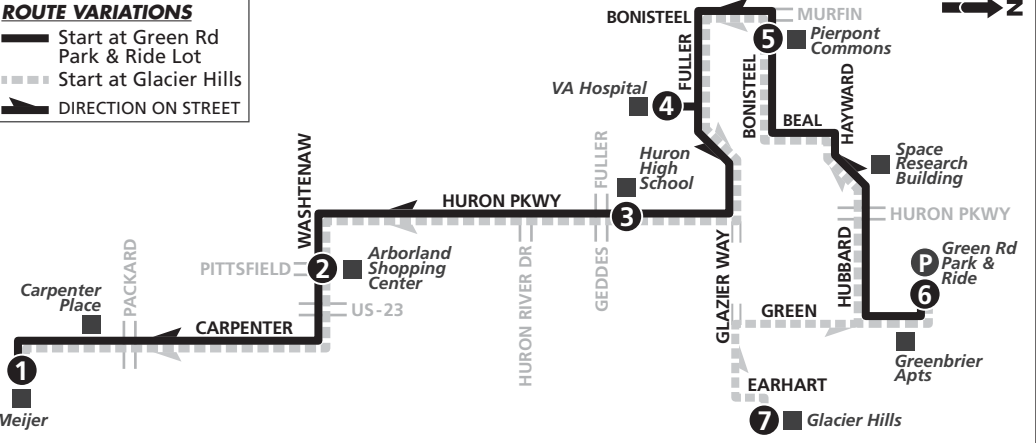 ROUTE VARIATIONS
Start at Green Rd
Park & Ride Lot
Start at Glacier Hills
DIRECTION ON STREET
N
BONISTEEL
MURFIN
5
Pierpont
Commons
FULLER
VA Hospital
4
BONISTEEL
BEAL
HAYWARD
Space
Research
Building
Huron
High
School
FULLER
3
GEDDES
HURON PKWY
WASHTENAW
HURON PKWY
PITTSFIELD
2
Arborland
Shopping
Center
US-23
HURON RIVER DR
GLAZIER WAY
HUBBARD
P
Green Rd
Park &
Ride
6
GREEN
Greenbrier
Apts
Carpenter
Place
PACKARD
CARPENTER
1
Meijer
EARHART
7
Glacier Hills